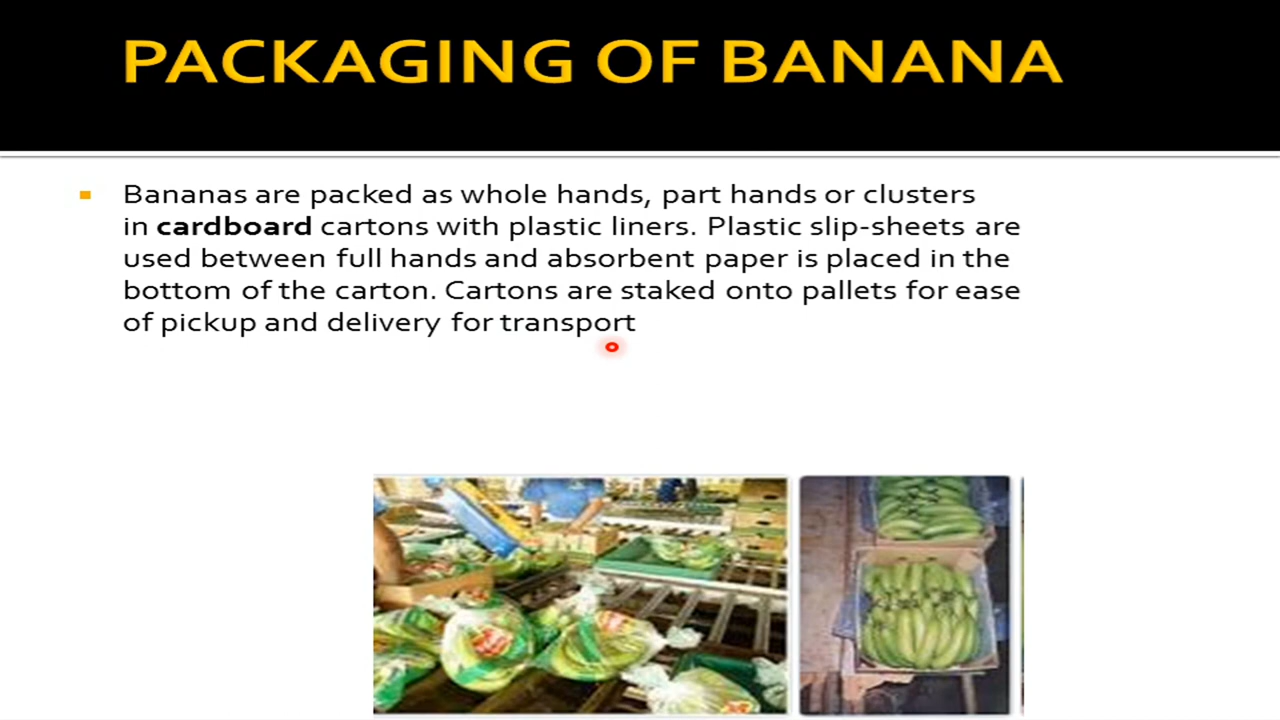 PACKAGING OF BANANA
Bananas are packed as whole hands, part hands or clusters
in cardboard cartons with plastic liners. Plastic slip-sheets are
used between full hands and absorbent paper is placed in the
bottom of the carton. Cartons are staked onto pallets for ease
of pickup and delivery for transport